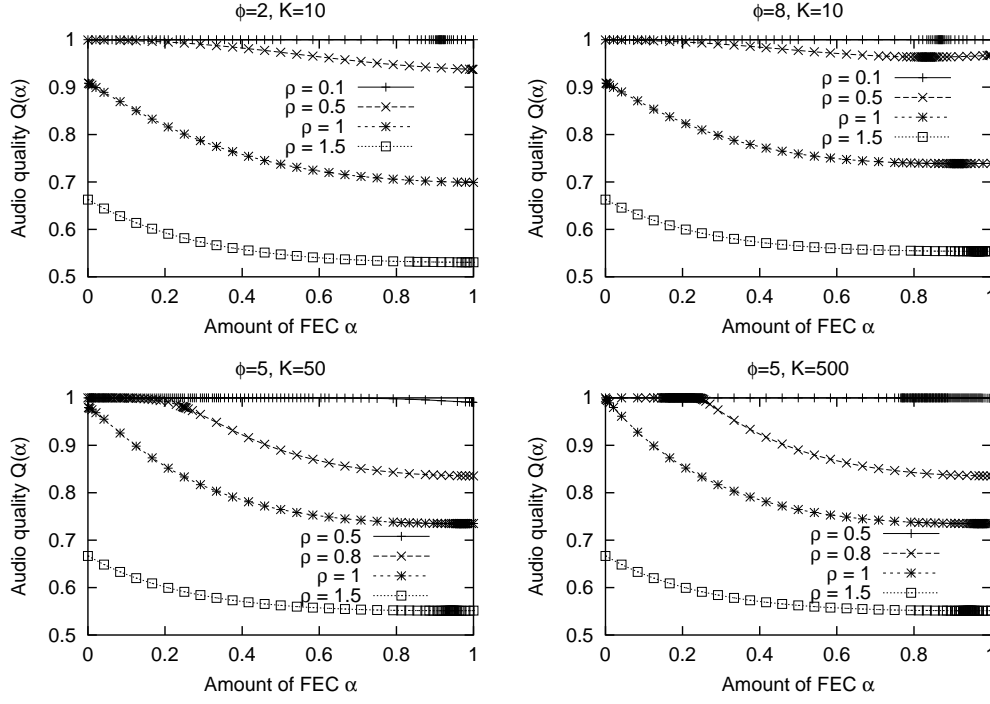 ϕ=2, K=10
Audio quality Q(α)
1
0.9
0.8
0.7
0.6
0.5
ρ = 0.1
ρ = 0.5
ρ = 1
ρ = 1.5
0 0.2 0.4 0.6 0.8 1
Amount of FEC α
ϕ=8, K=10
Audio quality Q(α)
1
0.9
0.8
0.7
0.6
0.5
ρ = 0.1
ρ = 0.5
ρ = 1
ρ = 1.5
0 0.2 0.4 0.6 0.8 1
Amount of FEC α
ϕ=5, K=50
Audio quality Q(α)
1
0.9
0.8
0.7
0.6
0.5
ρ = 0.5
ρ = 0.8
ρ = 1
ρ = 1.5
0 0.2 0.4 0.6 0.8 1
Amount of FEC α
ϕ=5, K=500
Audio quality Q(α)
1
0.9
0.8
0.7
0.6
0.5
ρ = 0.5
ρ = 0.8
ρ = 1
ρ = 1.5
0 0.2 0.4 0.6 0.8 1
Amount of FEC α